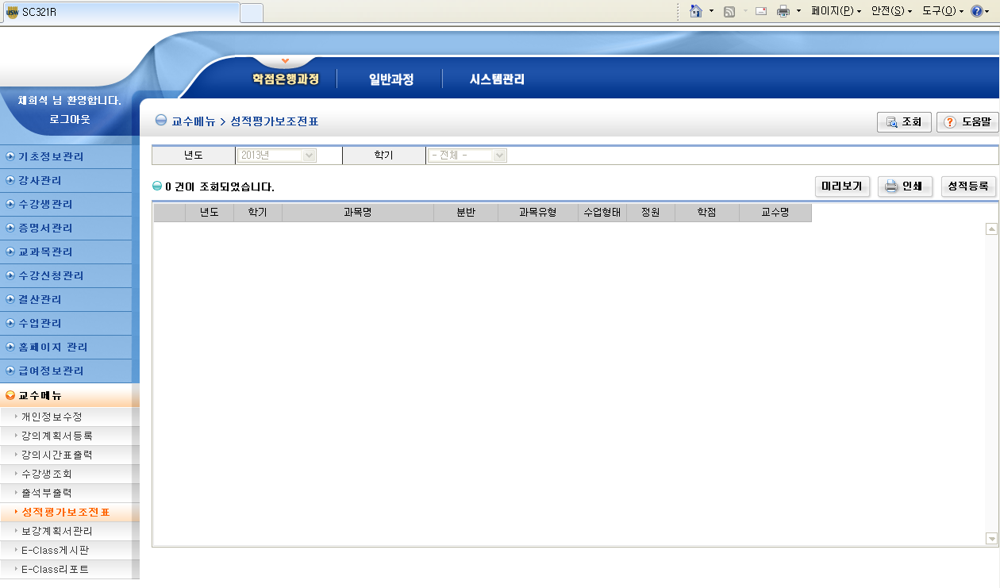 USW SC321R
페이지(P) 안전(S) 도구(O)
학점은행과정 일반과정 시스템관리
채희석 님 환영합니다.
로그아웃
교수메뉴 > 성적평가보조전표 조회 도움말
년도 2013년 학기 - 전체 -
0 건이 조회되었습니다. 미리보기 인쇄 성적등록
년도 학기 과목명 분반 과목유형 수업형태 정원 학점 교수명
기초정보관리
강사관리
수강생관리
증명서관리
교과목관리
수강신청관리
결산관리
수업관리
홈페이지 관리
급여정보관리
교수메뉴
개인정보수정
강의계획서등록
강의시간표출력
수강생조회
출석부출력
성적평가보조전표
보강계획서관리
E-Class게시판
E-Class리포트